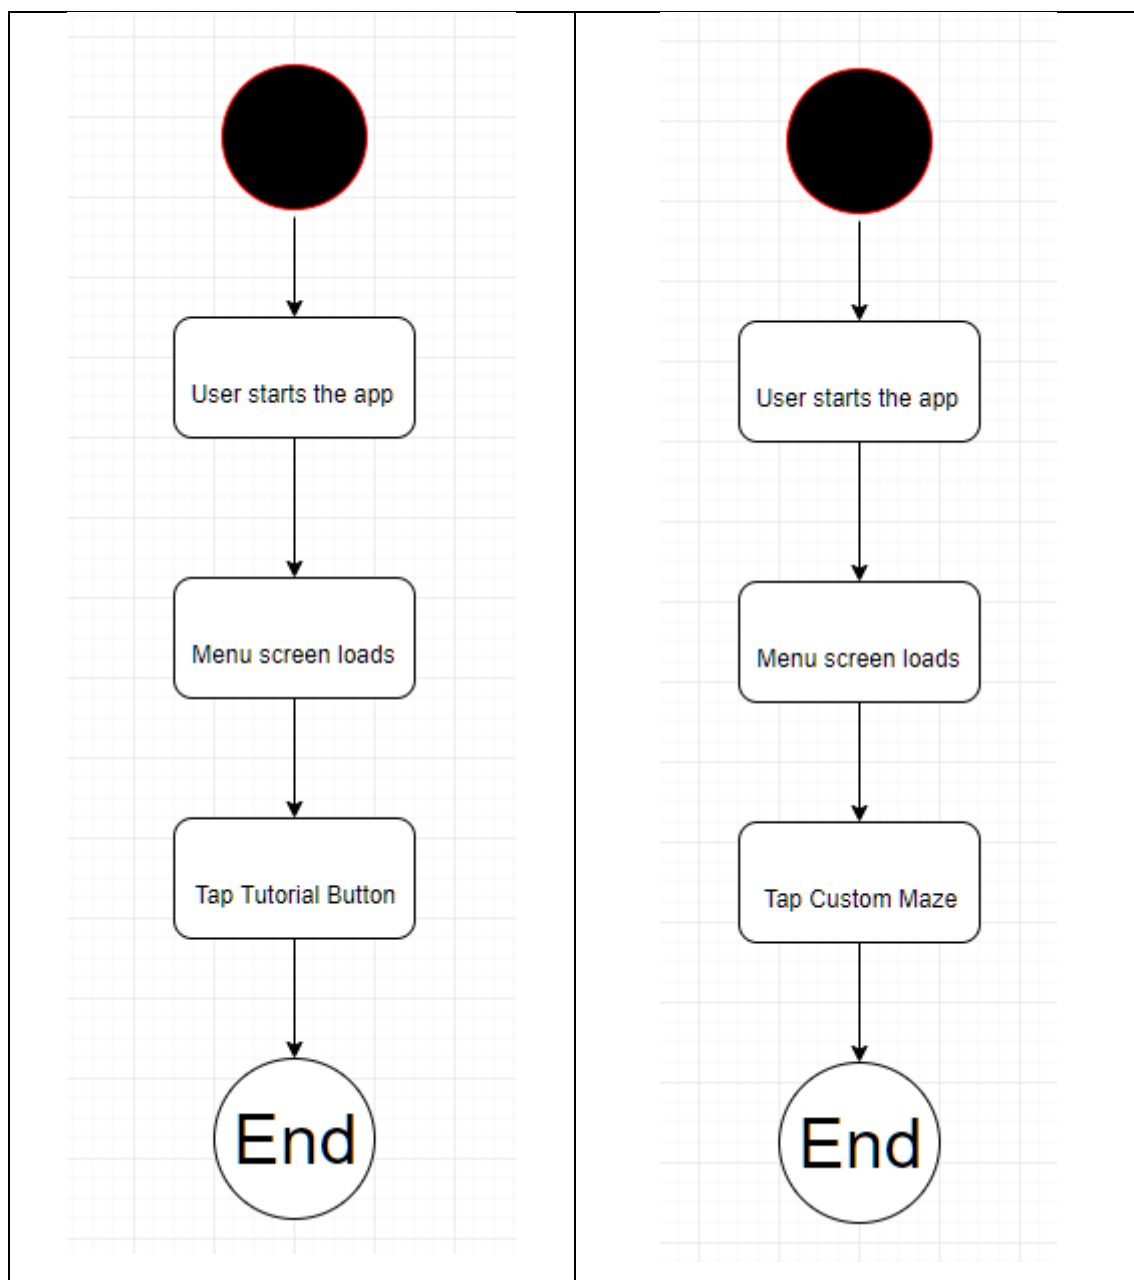 User starts the app
Menu screen loads
Tap Tutorial Button
End
User starts the app
Menu screen loads
Tap Custom Maze
End